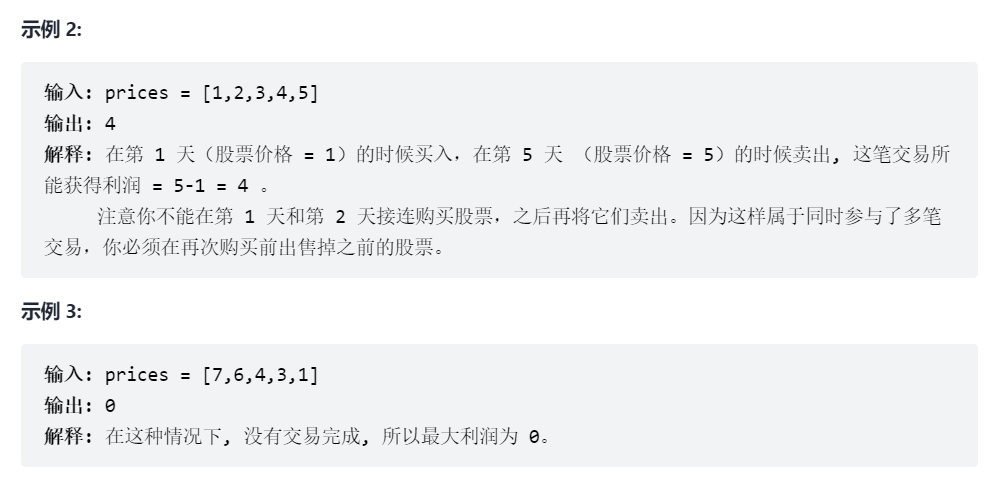 示例 2:
输入: prices = [1,2,3,4,5]
输出: 4
解释: 在第 1 天（股票价格 = 1）的时候买入，在第 5 天 （股票价格 = 5）的时候卖出, 这笔交易所
能获得利润 = 5-1 = 4 。
注意你不能在第 1 天和第 2 天接连购买股票，之后再将它们卖出。因为这样属于同时参与了多笔
交易，你必须在再次购买前出售掉之前的股票。
示例 3:
输入: prices = [7,6,4,3,1]
输出: 0
解释: 在这种情况下, 没有交易完成, 所以最大利润为 0。